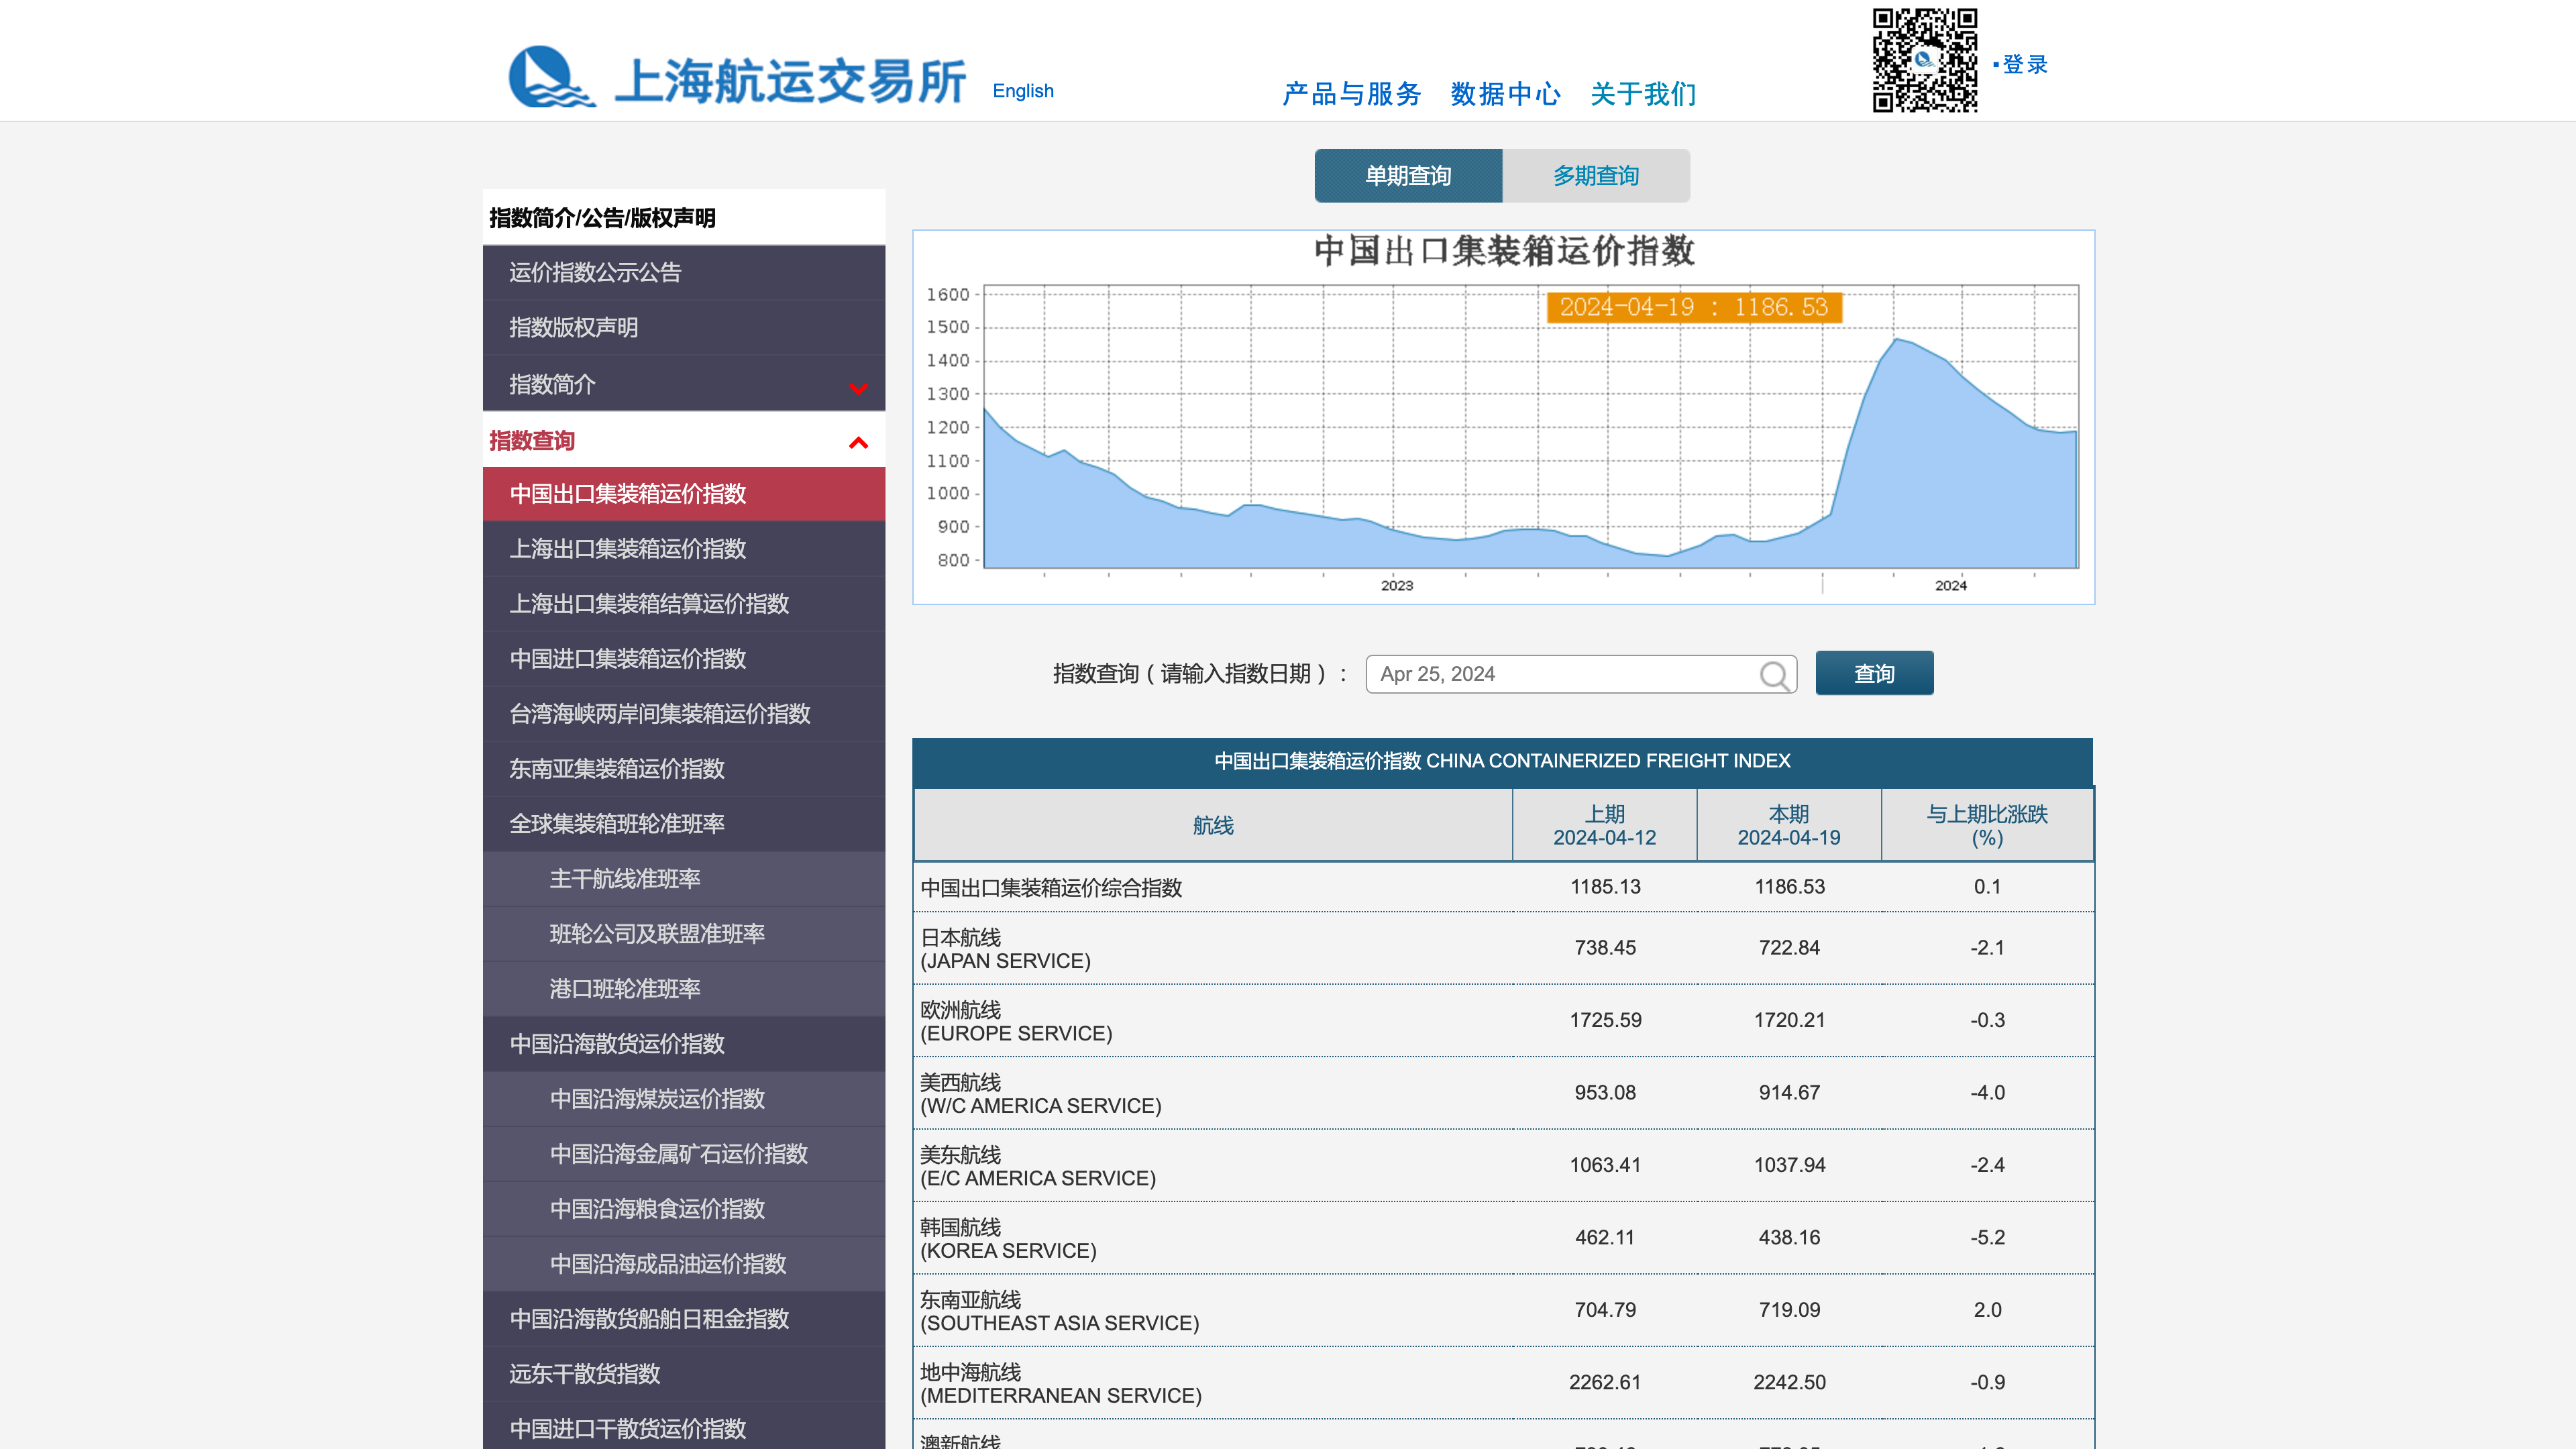 上海航运交易所
English
产品与服务 数据中心 关于我们
▪登录
单期查询 多期查询
指数简介/公告/版权声明
运价指数公示公告
指数版权声明
指数简介
指数查询
中国出口集装箱运价指数
上海出口集装箱运价指数
上海出口集装箱结算运价指数
中国进口集装箱运价指数
台湾海峡两岸间集装箱运价指数
东南亚集装箱运价指数
全球集装箱班轮准班率
主干航线准班率
班轮公司及联盟准班率
港口班轮准班率
中国沿海散货运价指数
中国沿海煤炭运价指数
中国沿海金属矿石运价指数
中国沿海粮食运价指数
中国沿海成品油运价指数
中国沿海散货船舶日租金指数
远东干散货指数
中国进口干散货运价指数
中国出口集装箱运价指数
2024-04-19 : 1186.53
1600
1500
1400
1300
1200
1100
1000
900
800
2023 2024
指数查询（请输入指数日期）： Apr 25, 2024 查询
中国出口集装箱运价指数 CHINA CONTAINERIZED FREIGHT INDEX
航线 上期 本期 与上期比涨跌
2024-04-12 2024-04-19 (%)
中国出口集装箱运价综合指数 1185.13 1186.53 0.1
日本航线
(JAPAN SERVICE) 738.45 722.84 -2.1
欧洲航线
(EUROPE SERVICE) 1725.59 1720.21 -0.3
美西航线
(W/C AMERICA SERVICE) 953.08 914.67 -4.0
美东航线
(E/C AMERICA SERVICE) 1063.41 1037.94 -2.4
韩国航线
(KOREA SERVICE) 462.11 438.16 -5.2
东南亚航线
(SOUTHEAST ASIA SERVICE) 704.79 719.09 2.0
地中海航线
(MEDITERRANEAN SERVICE) 2262.61 2242.50 -0.9
澳新航线